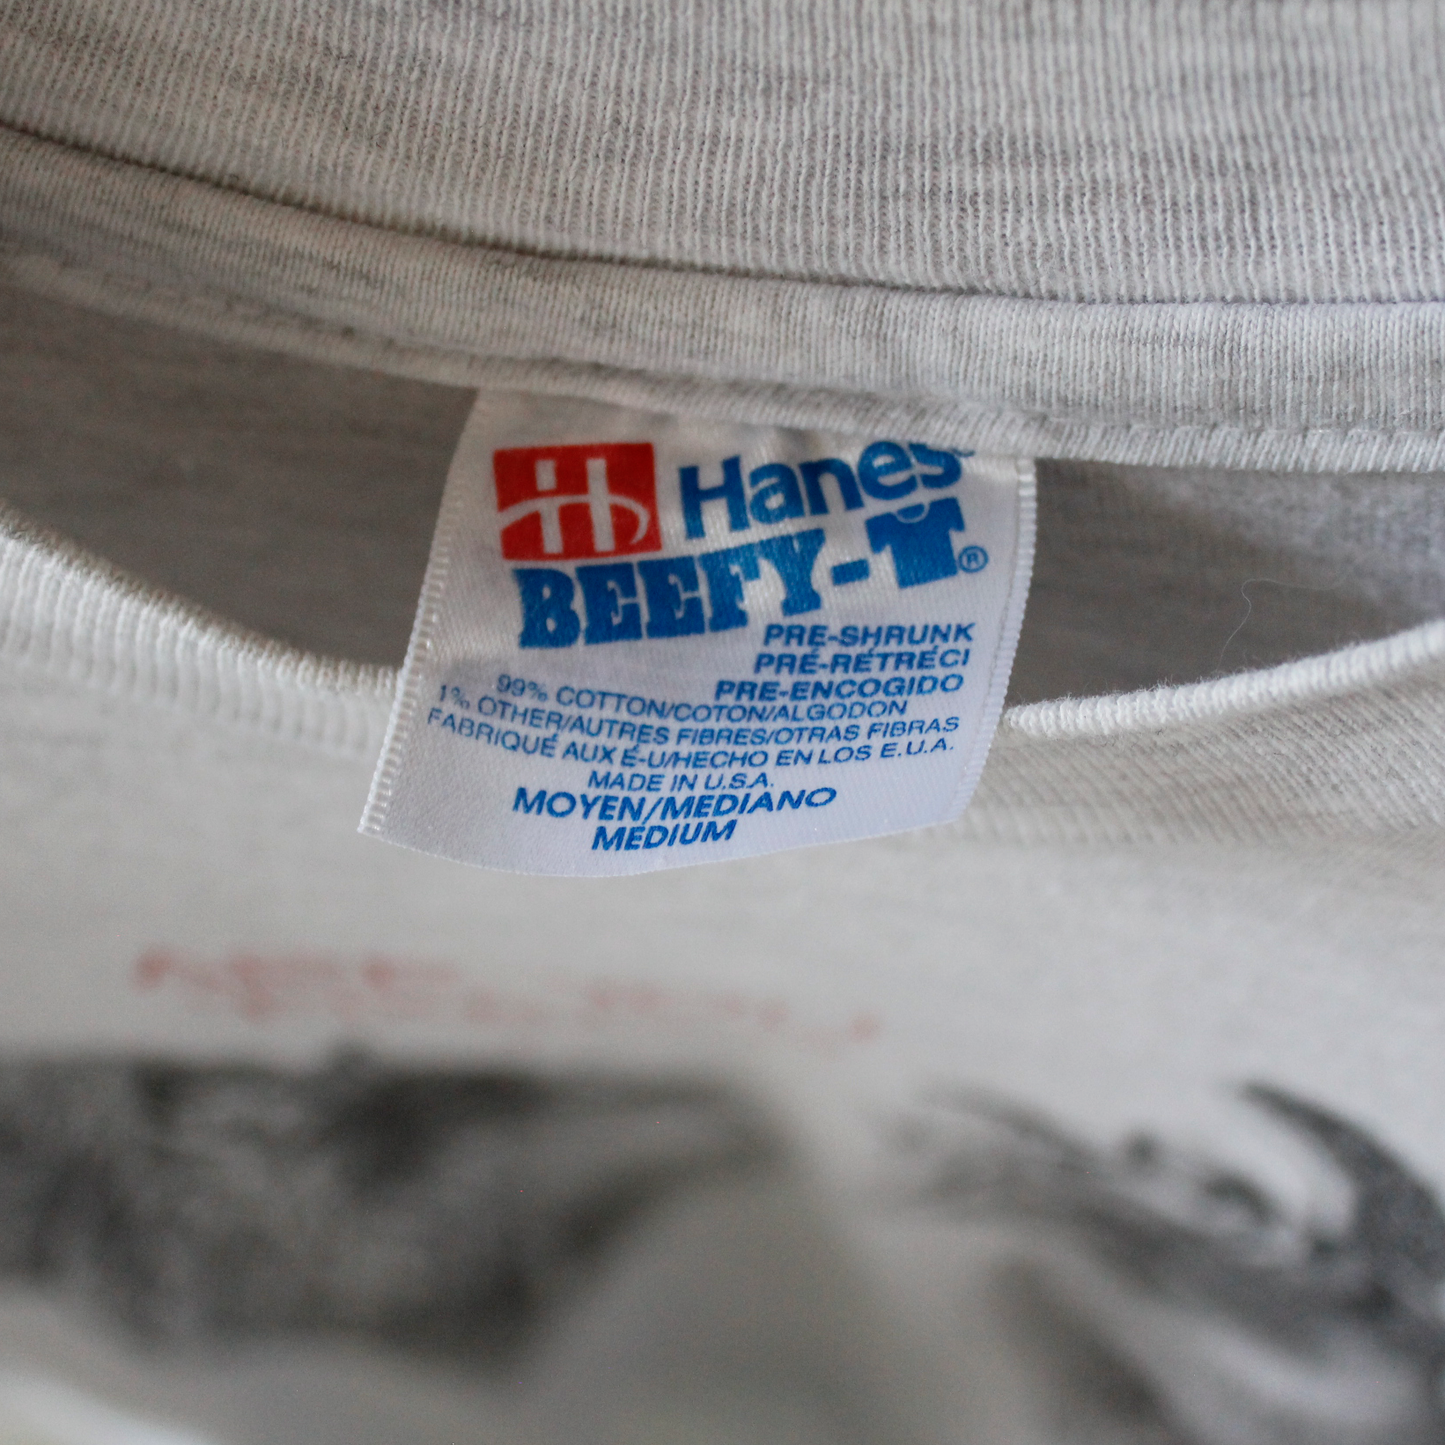 H Hanes
BEEFY-T®
PRE-SHRUNK
PRÉ-RÉTRÉCI
PRE-ENCOGIDO
99% COTTON/COTON/ALGODON
1% OTHER/AUTRES FIBRES/OTRAS FIBRAS
FABRIQUÉ AUX É-U/HECHO EN LOS E.U.A.
MADE IN U.S.A.
MOYEN/MEDIANO
MEDIUM